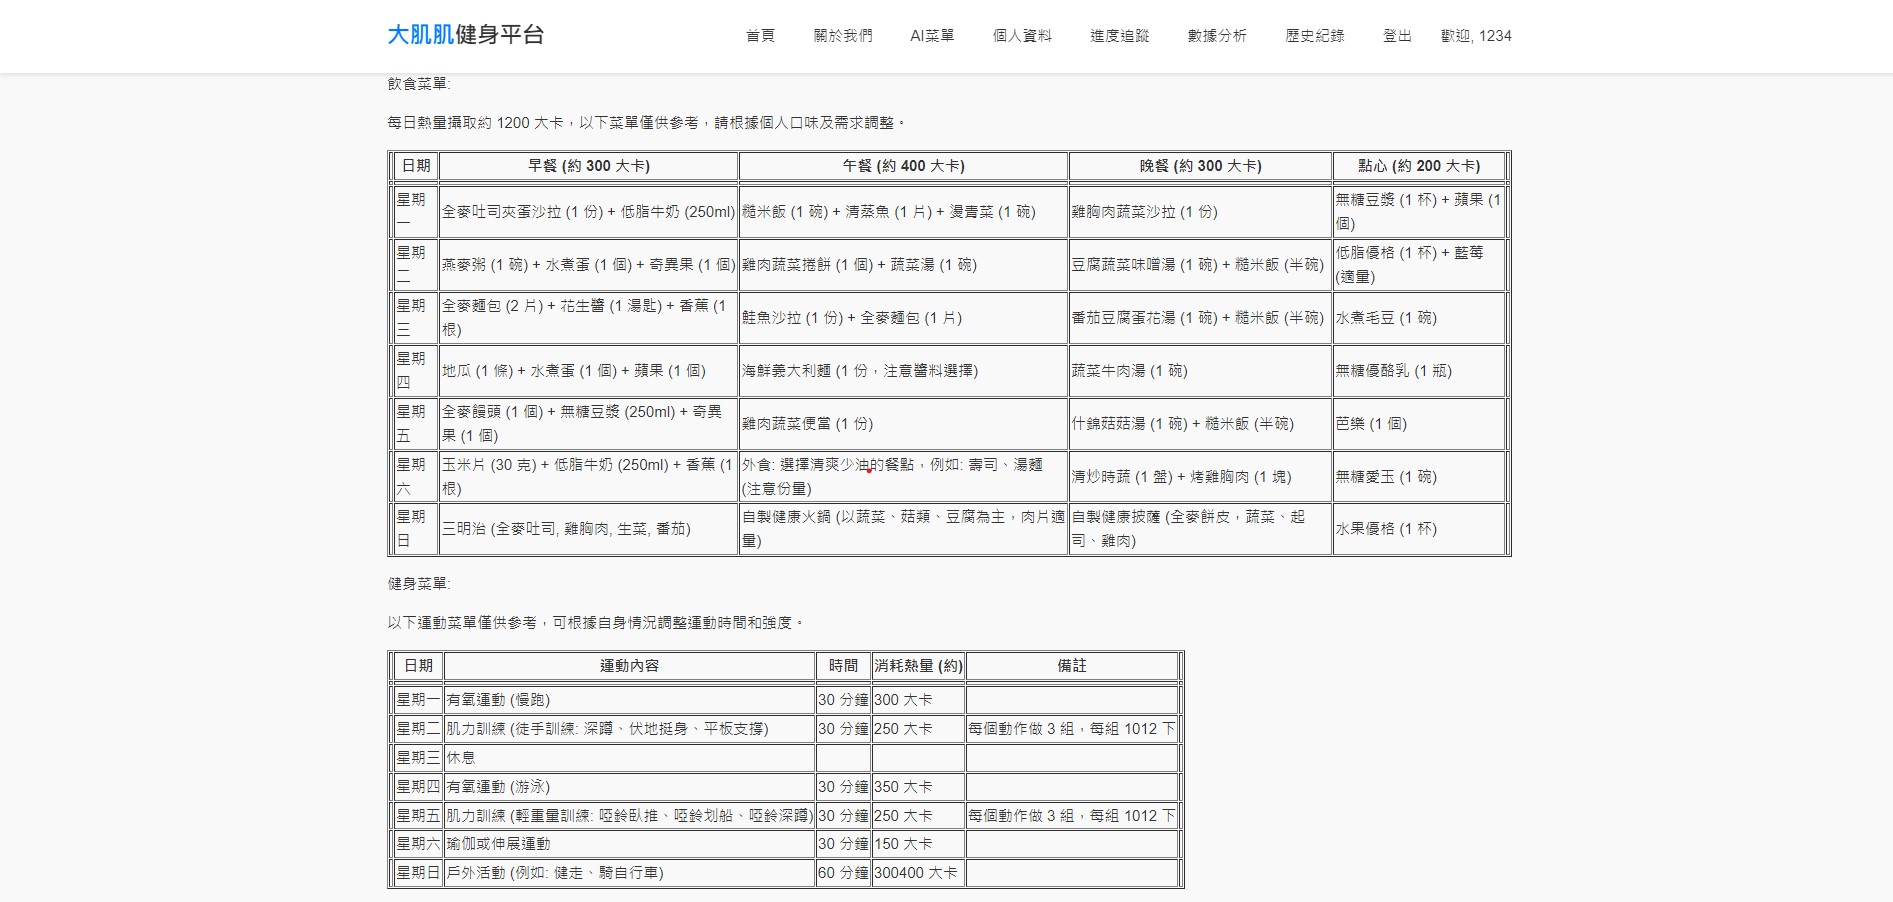 大肌肌健身平台 首頁 關於我們 AI菜單 個人資料 進度追蹤 數據分析 歷史紀錄 登出 歡迎, 1234
飲食菜單:
每日熱量攝取約 1200 大卡，以下菜單僅供參考，請根據個人口味及需求調整。
日期 早餐 (約 300 大卡) 午餐 (約 400 大卡) 晚餐 (約 300 大卡) 點心 (約 200 大卡)
星期一 全麥吐司夾蛋沙拉 (1 份) + 低脂牛奶 (250ml) 糙米飯 (1 碗) + 清蒸魚 (1 片) + 燙青菜 (1 碗) 雞胸肉蔬菜沙拉 (1 份) 無糖豆漿 (1 杯) + 蘋果 (1 個)
星期二 燕麥粥 (1 碗) + 水煮蛋 (1 個) + 奇異果 (1 個) 雞肉蔬菜捲餅 (1 個) + 蔬菜湯 (1 碗) 豆腐蔬菜味噌湯 (1 碗) + 糙米飯 (半碗) 低脂優格 (1 杯) + 藍莓 (適量)
星期三 全麥麵包 (2 片) + 花生醬 (1 湯匙) + 香蕉 (1 根) 鮭魚沙拉 (1 份) + 全麥麵包 (1 片) 番茄豆腐蛋花湯 (1 碗) + 糙米飯 (半碗) 水煮毛豆 (1 碗)
星期四 地瓜 (1 條) + 水煮蛋 (1 個) + 蘋果 (1 個) 海鮮義大利麵 (1 份，注意醬料選擇) 蔬菜牛肉湯 (1 碗) 無糖優酪乳 (1 瓶)
星期五 全麥饅頭 (1 個) + 無糖豆漿 (250ml) + 奇異果 (1 個) 雞肉蔬菜便當 (1 份) 什錦菇菇湯 (1 碗) + 糙米飯 (半碗) 芭樂 (1 個)
星期六 玉米片 (30 克) + 低脂牛奶 (250ml) + 香蕉 (1 根) 外食: 選擇清爽少油的餐點，例如: 壽司、湯麵 (注意份量) 清炒時蔬 (1 盤) + 烤雞胸肉 (1 塊) 無糖愛玉 (1 碗)
星期日 三明治 (全麥吐司, 雞胸肉, 生菜, 番茄) 自製健康火鍋 (以蔬菜、菇類、豆腐為主，肉片適量) 自製健康披薩 (全麥餅皮，蔬菜、起司、雞肉) 水果優格 (1 杯)
健身菜單:
以下運動菜單僅供參考，可根據自身情況調整運動時間和強度。
日期 運動內容 時間 消耗熱量 (約) 備註
星期一 有氧運動 (慢跑) 30 分鐘 300 大卡
星期二 肌力訓練 (徒手訓練: 深蹲、伏地挺身、平板支撐) 30 分鐘 250 大卡 每個動作做 3 組，每組 1012 下
星期三 休息
星期四 有氧運動 (游泳) 30 分鐘 350 大卡
星期五 肌力訓練 (輕重量訓練: 啞鈴臥推、啞鈴划船、啞鈴深蹲) 30 分鐘 250 大卡 每個動作做 3 組，每組 1012 下
星期六 瑜伽或伸展運動 30 分鐘 150 大卡
星期日 戶外活動 (例如: 健走、騎自行車) 60 分鐘 300400 大卡